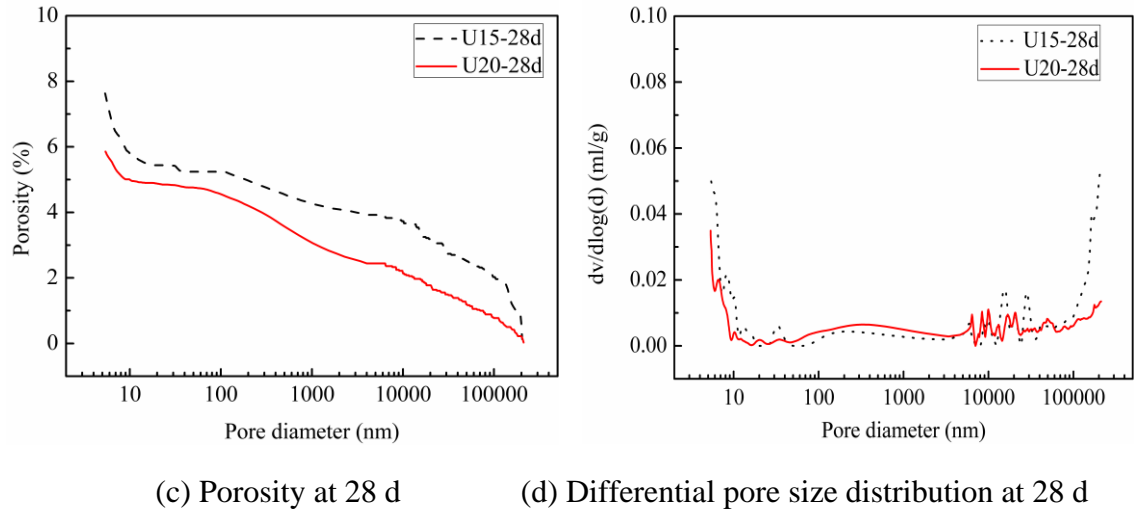 10
8
6
4
2
0
Porosity (%)
U15-28d
U20-28d
10 100 1000 10000 100000
Pore diameter (nm)
0.10
0.08
0.06
0.04
0.02
0.00
dv/dlog(d) (ml/g)
U15-28d
U20-28d
10 100 1000 10000 100000
Pore diameter (nm)
(c) Porosity at 28 d
(d) Differential pore size distribution at 28 d